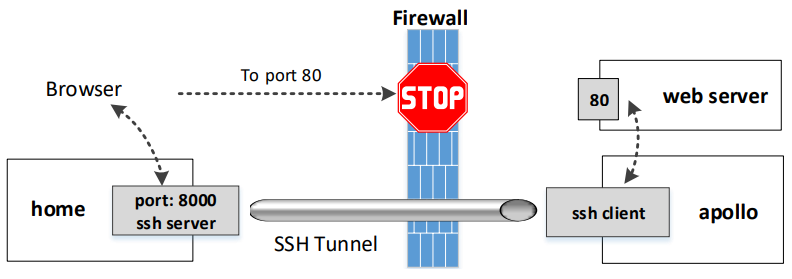 Firewall
To port 80
Browser
STOP
80
web server
home
port: 8000
ssh server
SSH Tunnel
ssh client
apollo